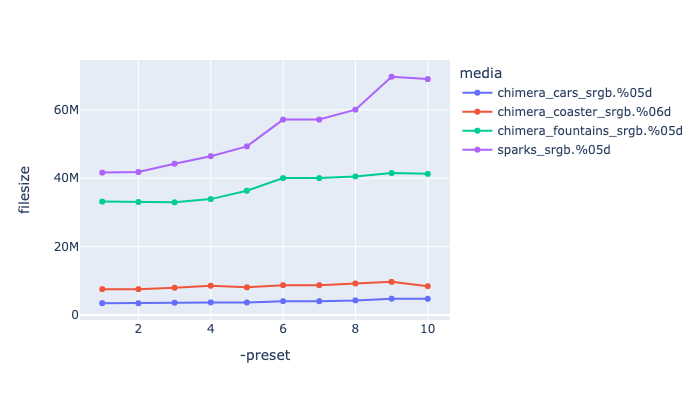 media
chimera_cars_srgb.%05d
chimera_coaster_srgb.%06d
chimera_fountains_srgb.%05d
sparks_srgb.%05d
filesize
60M
40M
20M
0
2 4 6 8 10
-preset